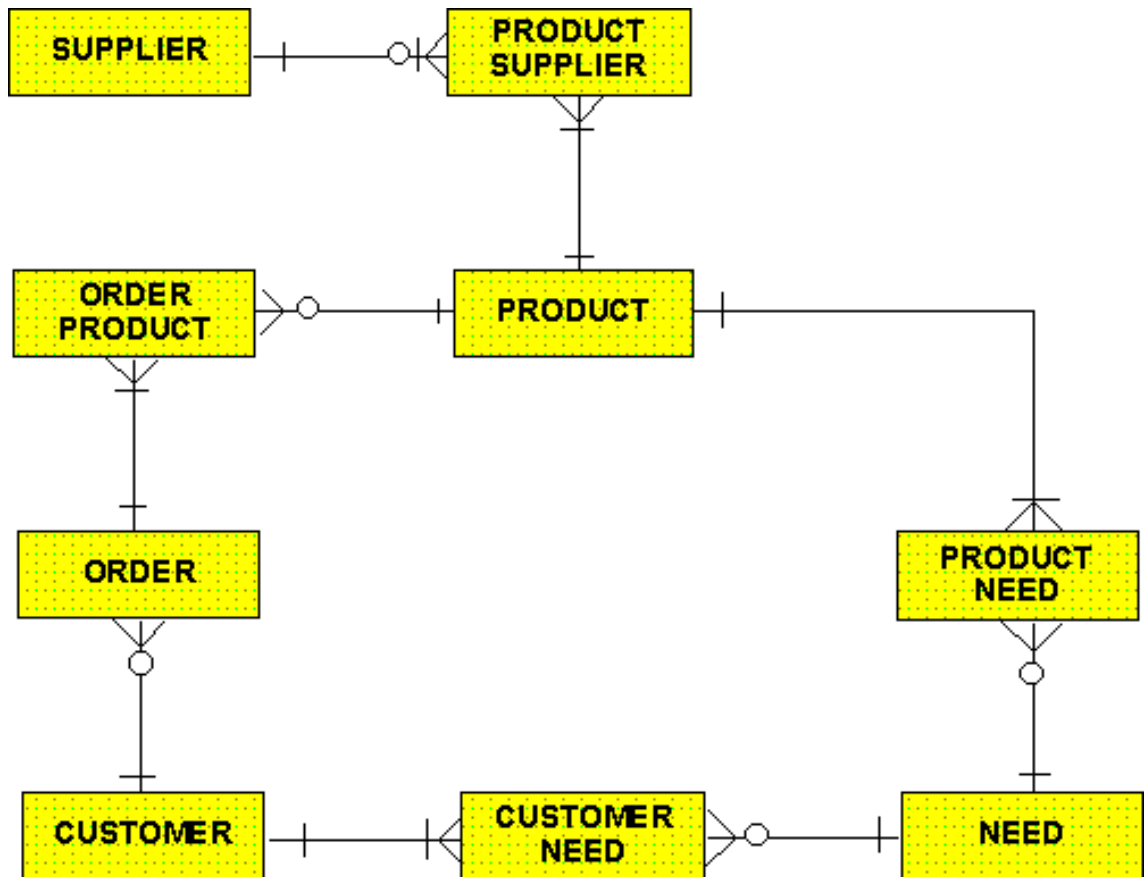 SUPPLIER
PRODUCT
SUPPLIER
ORDER
PRODUCT
PRODUCT
ORDER
PRODUCT
NEED
CUSTOMER
CUSTOMER
NEED
NEED